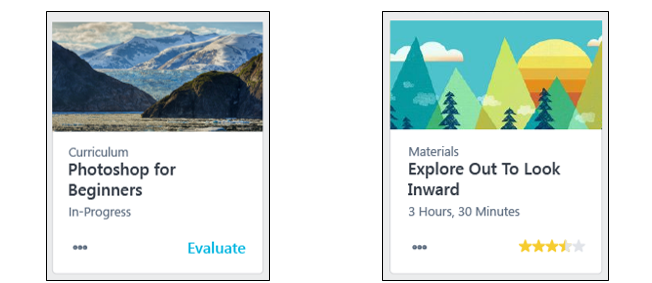 Curriculum
Photoshop for
Beginners
In-Progress
Evaluate
Materials
Explore Out To Look
Inward
3 Hours, 30 Minutes